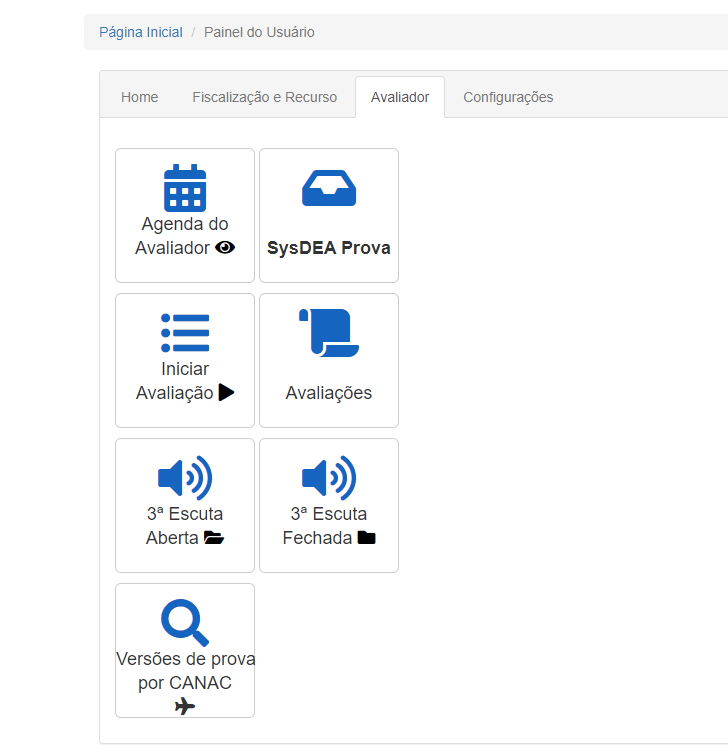 Página Inicial / Painel do Usuário
Home Fiscalização e Recurso Avaliador Configurações
Agenda do
Avaliador
SysDEA Prova
Iniciar
Avaliação
Avaliações
3ª Escuta
Aberta
3ª Escuta
Fechada
Versões de prova
por CANAC